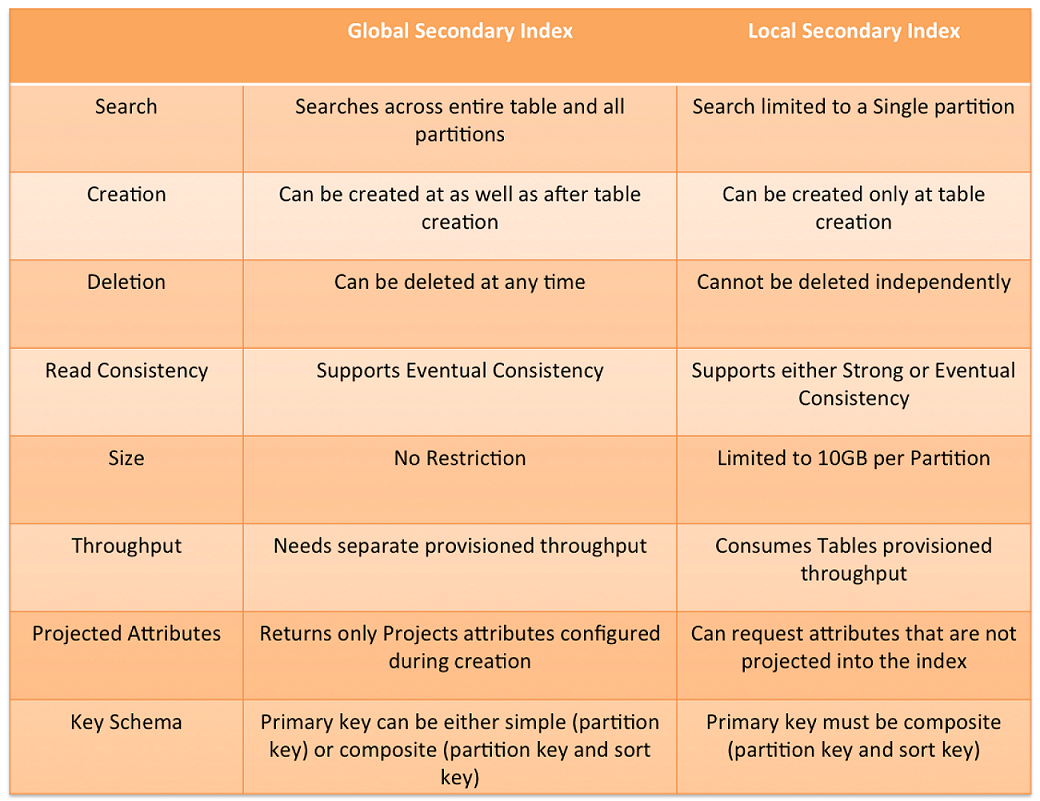 Global Secondary Index
Local Secondary Index
Search
Searches across entire table and all
partitions
Search limited to a Single partition
Creation
Can be created at as well as after table
creation
Can be created only at table
creation
Deletion
Can be deleted at any time
Cannot be deleted independently
Read Consistency
Supports Eventual Consistency
Supports either Strong or Eventual
Consistency
Size
No Restriction
Limited to 10GB per Partition
Throughput
Needs separate provisioned throughput
Consumes Tables provisioned
throughput
Projected Attributes
Returns only Projects attributes configured
during creation
Can request attributes that are not
projected into the index
Key Schema
Primary key can be either simple (partition
key) or composite (partition key and sort
key)
Primary key must be composite
(partition key and sort key)